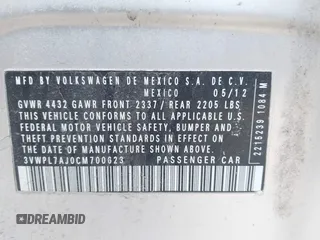 MFG. BY VOLKSWAGEN DE MEXICO S.A. DE C.V.
MEXICO 05/12
GVWR 4432 GAWR FRONT 2337/ REAR 2205 LBS
THIS VEHICLE CONFORMS TO ALL APPLICABLE U.S.
FEDERAL MOTOR VEHICLE SAFETY, BUMPER AND
THEFT PREVENTION STANDARDS IN EFFECT ON THE
DATE OF MANUFACTURE SHOWN ABOVE.
3VWPL7AJ0CM700623 PASSENGER CAR
2215239 1084 M
DREAMBID